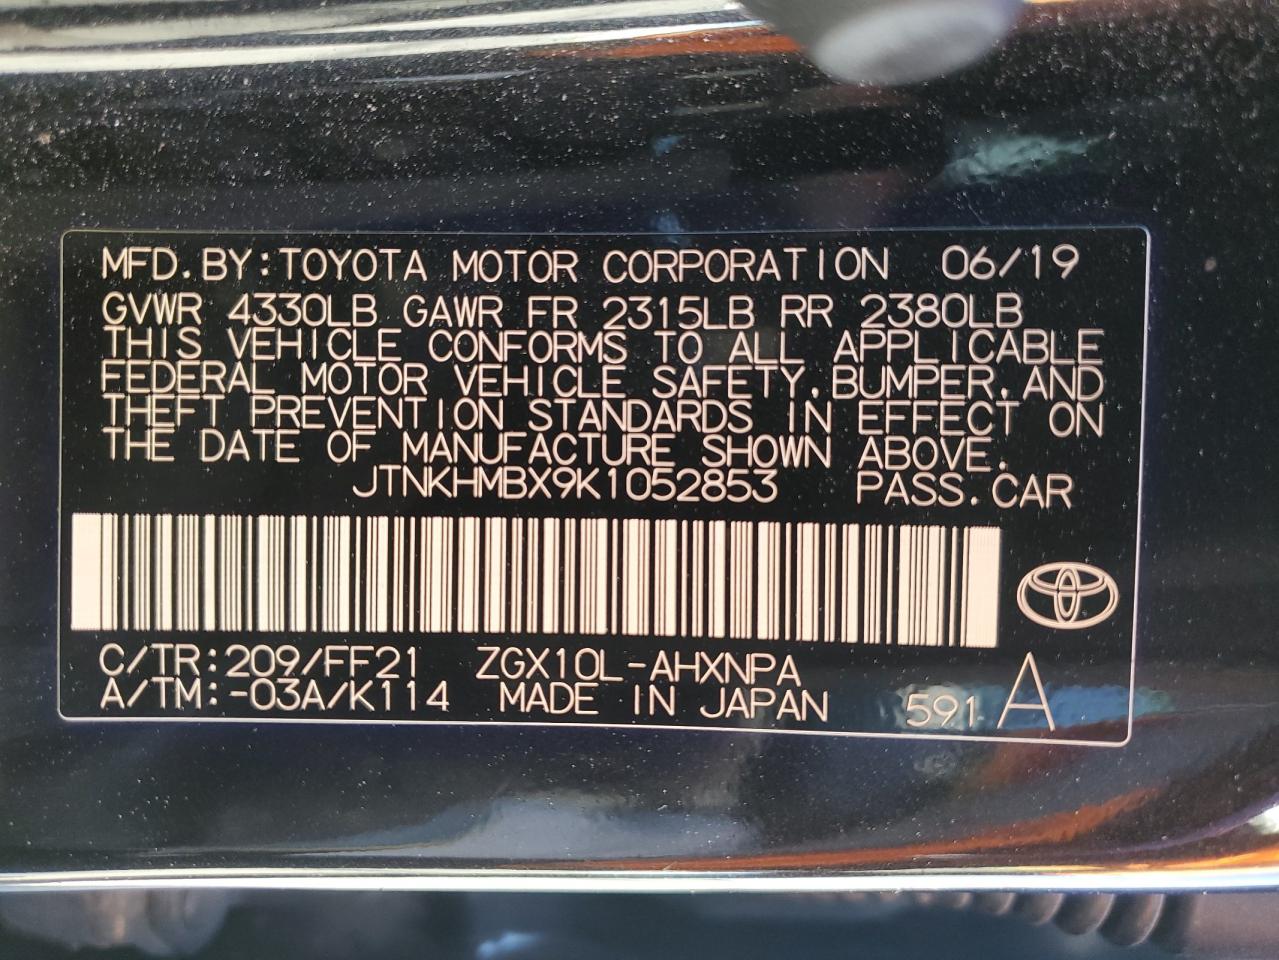 MFD.BY:TOYOTA MOTOR CORPORATION 06/19
GVWR 4330LB GAWR FR 2315LB RR 2380LB
THIS VEHICLE CONFORMS TO ALL APPLICABLE
FEDERAL MOTOR VEHICLE SAFETY,BUMPER,AND
THEFT PREVENTION STANDARDS IN EFFECT ON
THE DATE OF MANUFACTURE SHOWN ABOVE.
JTNKHMBX9K1052853 PASS.CAR
C/TR:209/FF21 ZGX10L-AHXNPA
A/TM:-03A/K114 MADE IN JAPAN 591 A